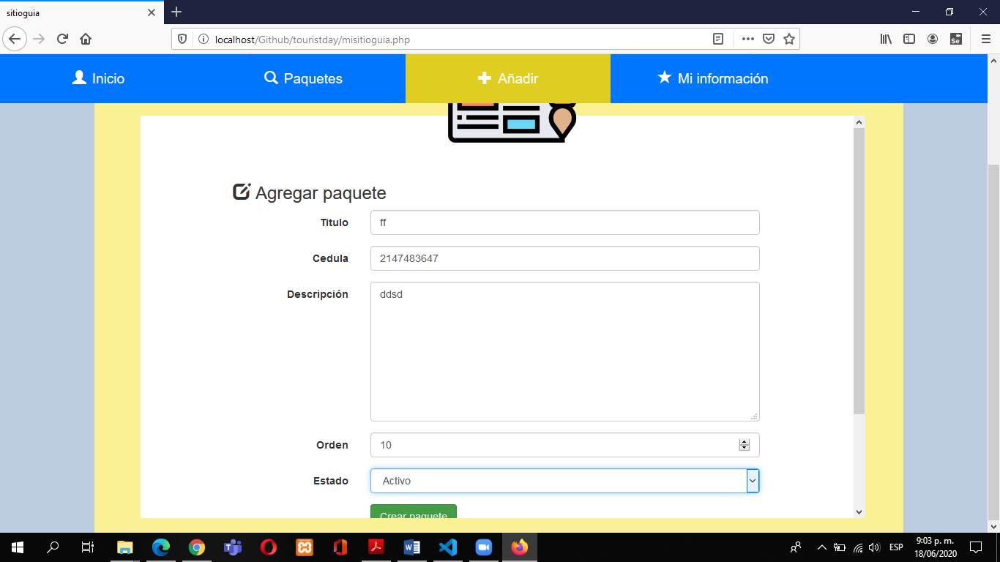 sitioguia
localhost/Github/touristday/misitioguia.php
Se
Inicio
Paquetes
Añadir
Mi información
Agregar paquete
Titulo
ff
Cedula
2147483647
Descripción
ddsd
Orden
10
Estado
Activo
Crear paquete
ESP
9:03 p. m.
18/06/2020